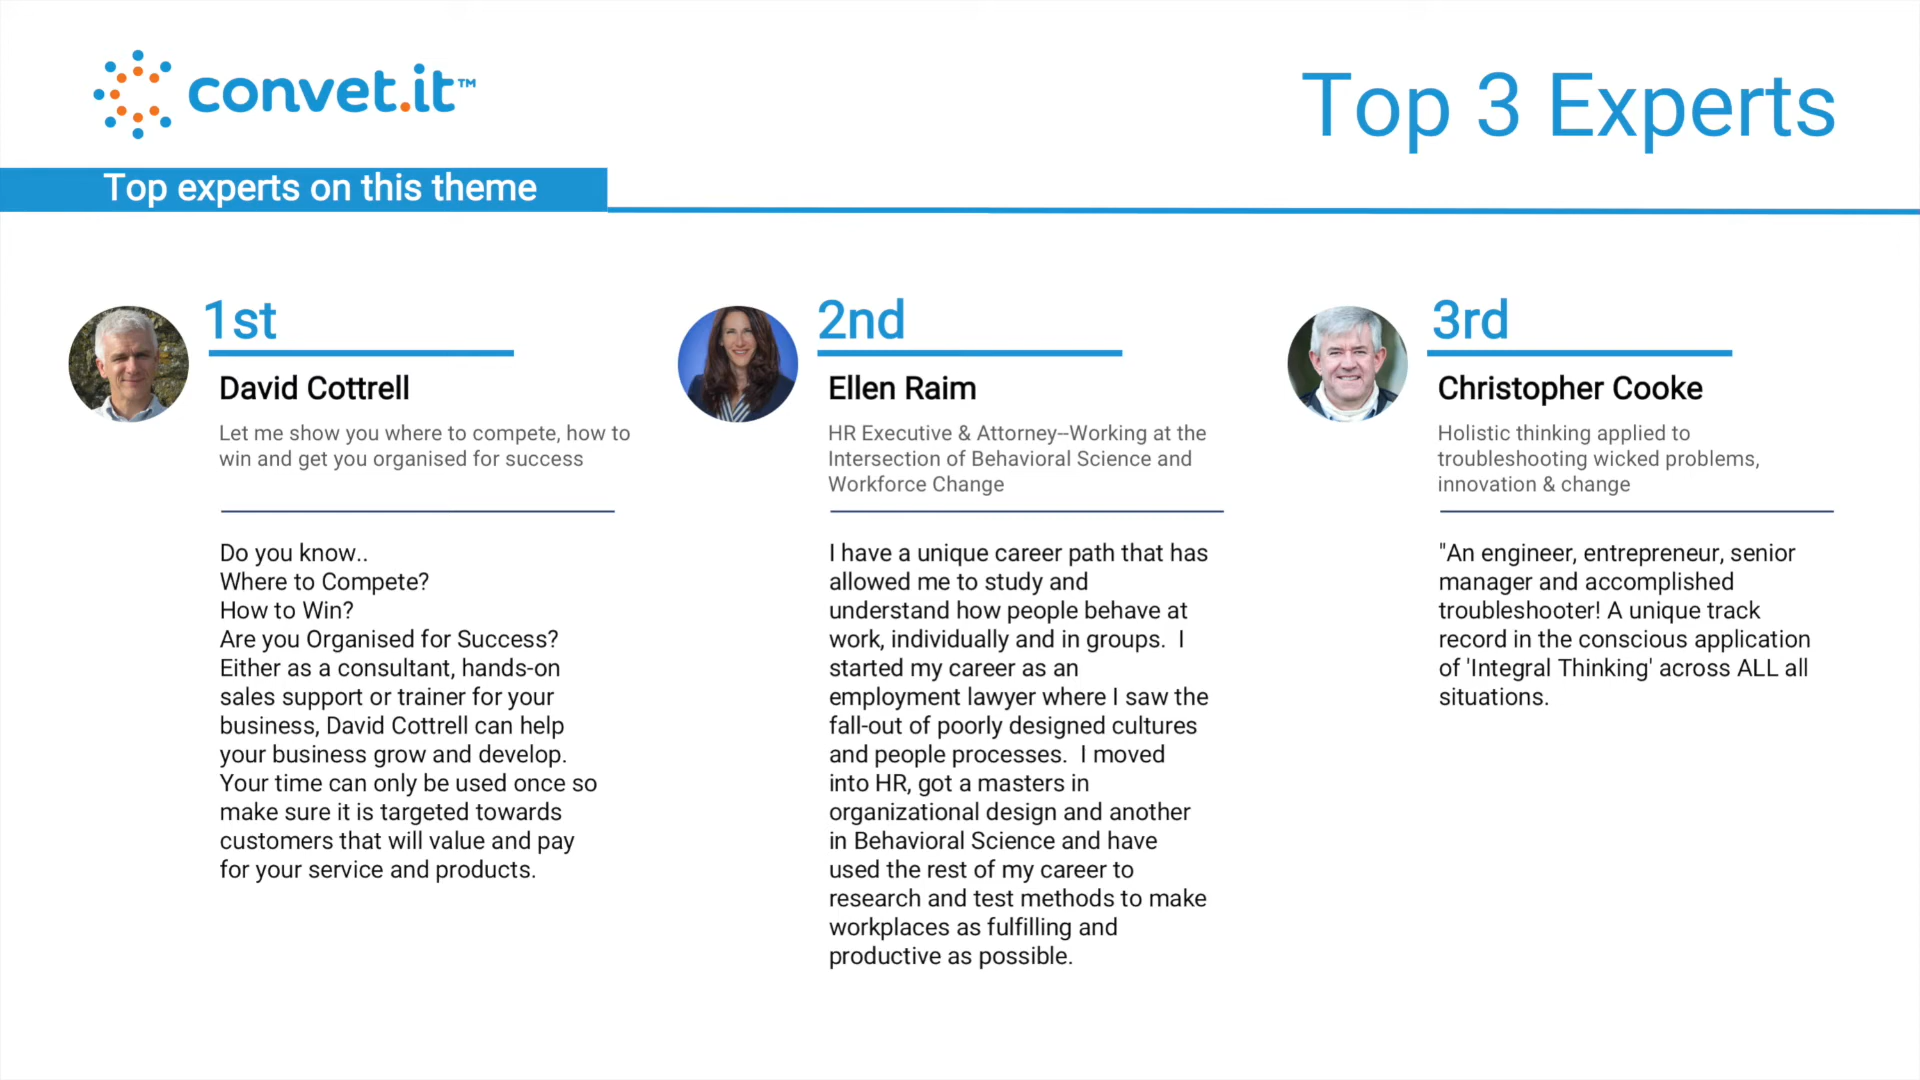 convet.it™
Top 3 Experts
Top experts on this theme
1st
David Cottrell
Let me show you where to compete, how to
win and get you organised for success
Do you know..
Where to Compete?
How to Win?
Are you Organised for Success?
Either as a consultant, hands-on
sales support or trainer for your
business, David Cottrell can help
your business grow and develop.
Your time can only be used once so
make sure it is targeted towards
customers that will value and pay
for your service and products.
2nd
Ellen Raim
HR Executive & Attorney--Working at the
Intersection of Behavioral Science and
Workforce Change
I have a unique career path that has
allowed me to study and
understand how people behave at
work, individually and in groups.  I
started my career as an
employment lawyer where I saw the
fall-out of poorly designed cultures
and people processes.  I moved
into HR, got a masters in
organizational design and another
in Behavioral Science and have
used the rest of my career to
research and test methods to make
workplaces as fulfilling and
productive as possible.
3rd
Christopher Cooke
Holistic thinking applied to
troubleshooting wicked problems,
innovation & change
"An engineer, entrepreneur, senior
manager and accomplished
troubleshooter! A unique track
record in the conscious application
of 'Integral Thinking' across ALL all
situations.